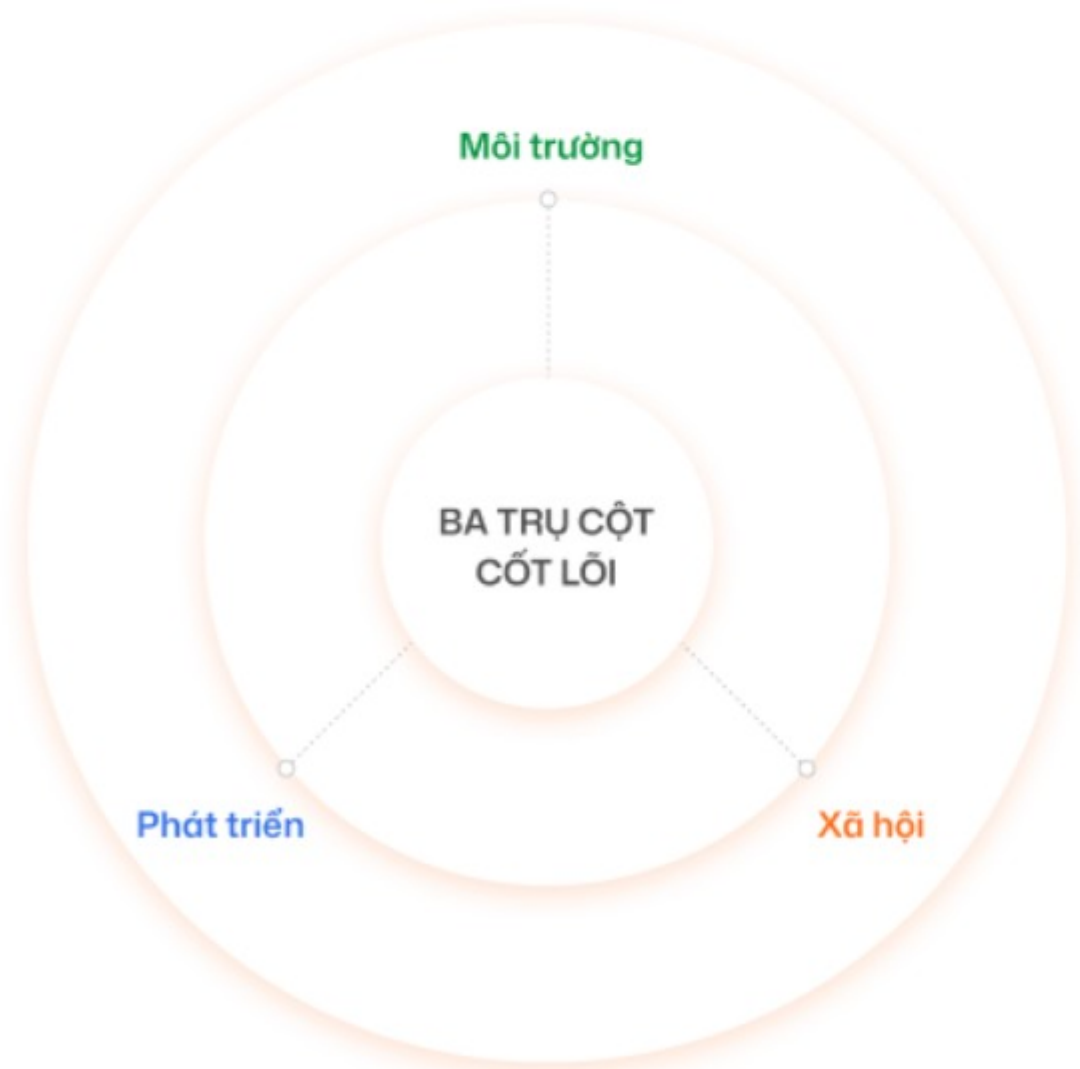 Môi trường
BA TRỤ CỘT
CỐT LÕI
Phát triển
Xã hội